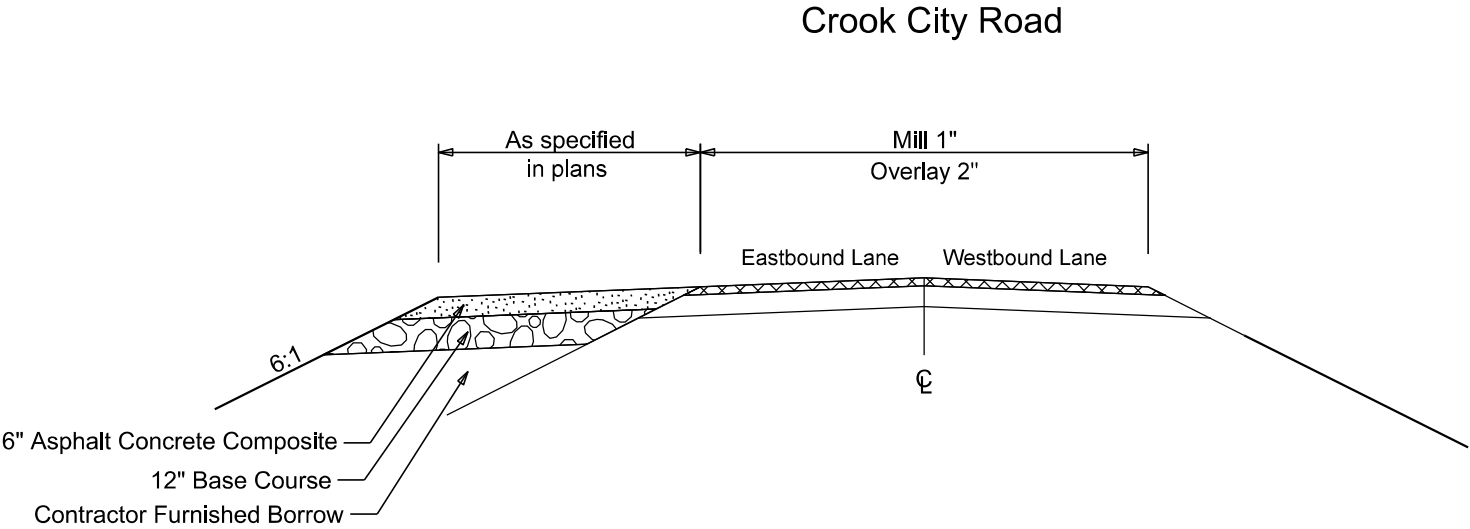 Crook City Road
As specified
in plans
Mill 1"
Overlay 2"
Eastbound Lane
Westbound Lane
6:1
℄
6" Asphalt Concrete Composite
12" Base Course
Contractor Furnished Borrow